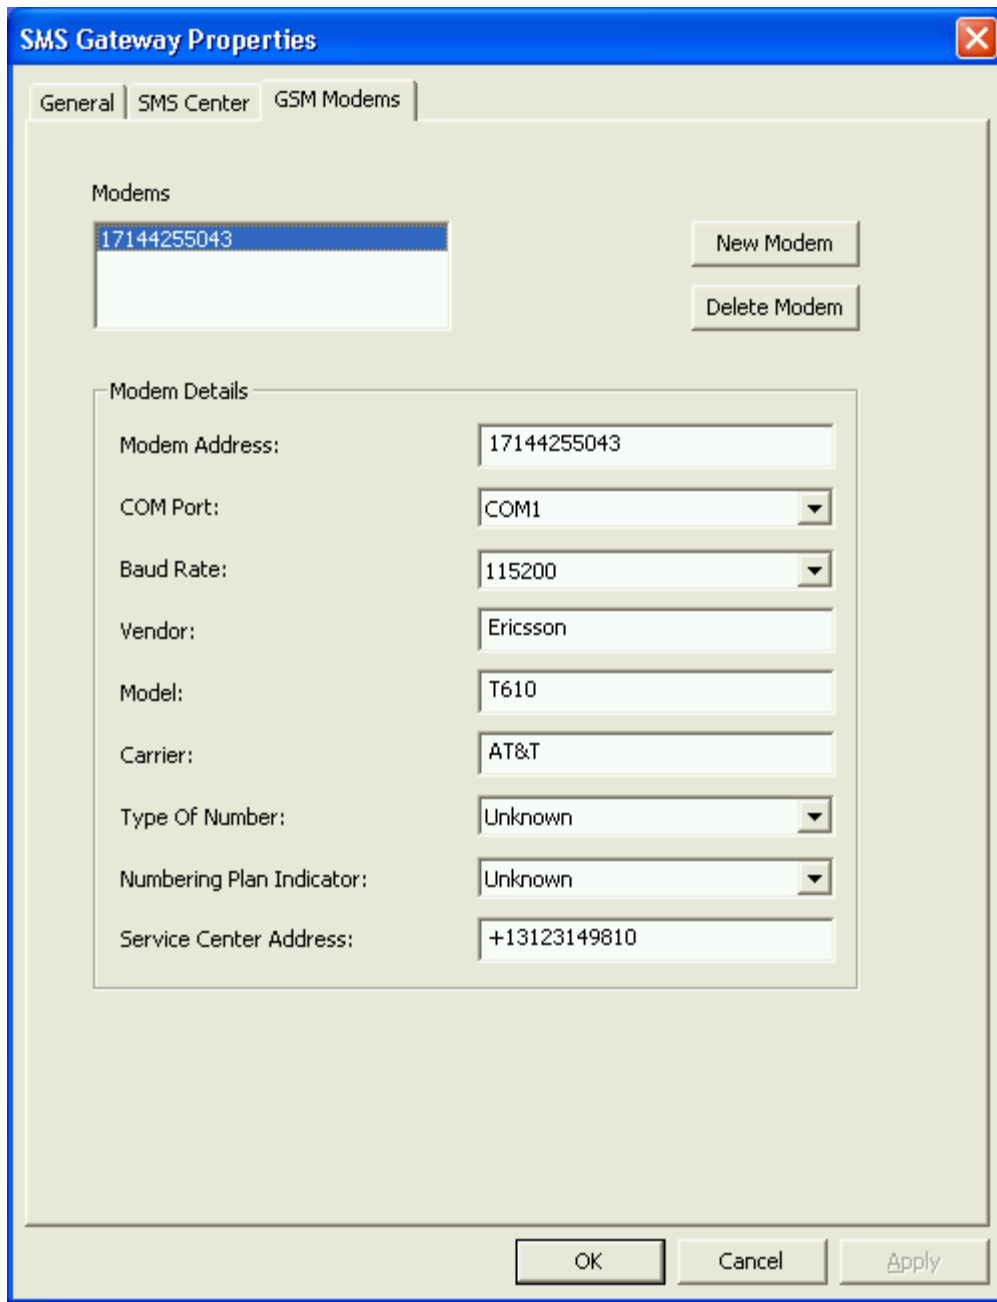 SMS Gateway Properties
General SMS Center GSM Modems
Modems
17144255043
New Modem
Delete Modem
Modem Details
Modem Address: 17144255043
COM Port: COM1
Baud Rate: 115200
Vendor: Ericsson
Model: T610
Carrier: AT&T
Type Of Number: Unknown
Numbering Plan Indicator: Unknown
Service Center Address: +13123149810
OK Cancel Apply